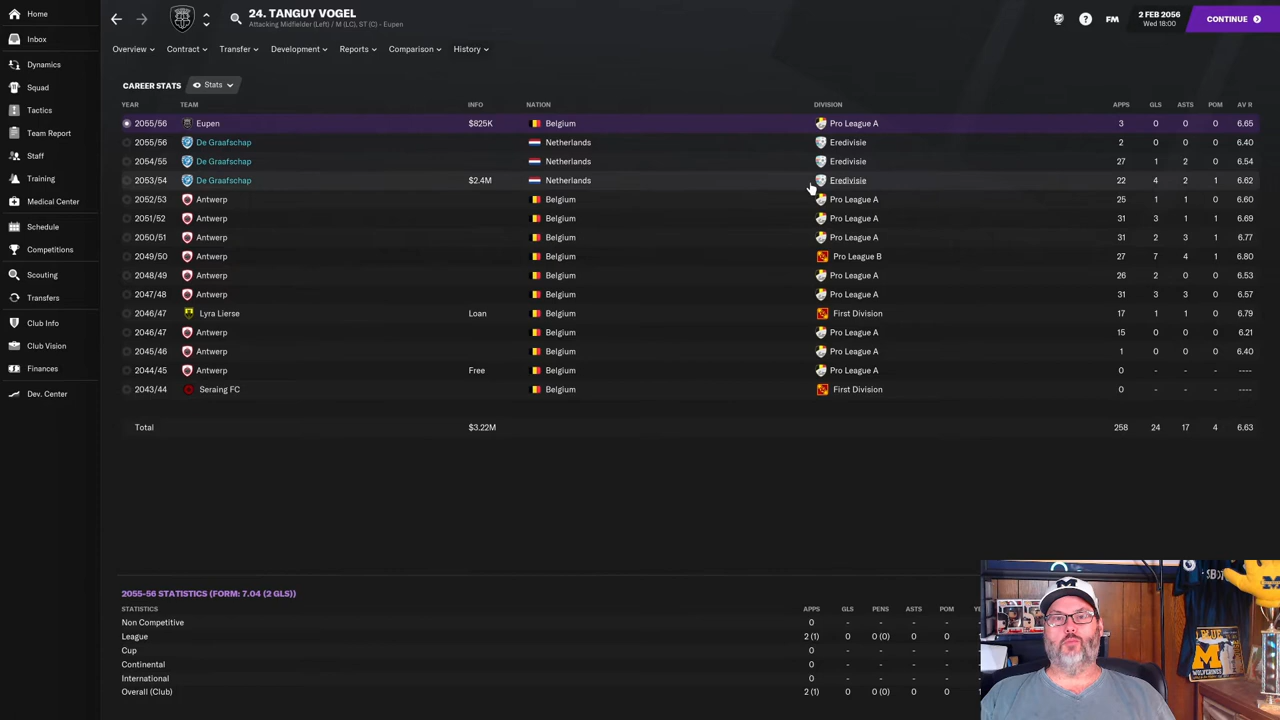 Home
24. TANGUY VOGEL
Attacking Midfielder (Left) / M (LC), ST (C) - Eupen
FM
2 FEB 2056
Wed 18:00
CONTINUE
Inbox
Dynamics
Squad
Tactics
Team Report
Staff
Training
Medical Center
Schedule
Competitions
Scouting
Transfers
Club Info
Club Vision
Finances
Dev. Center
Overview Contract Transfer Development Reports Comparison History
CAREER STATS Stats
YEAR TEAM INFO NATION DIVISION APPS GLS ASTS POM AV R
2055/56 Eupen $825K Belgium Pro League A 3 0 0 0 6.65
2055/56 De Graafschap Netherlands Eredivisie 2 0 0 0 6.40
2054/55 De Graafschap Netherlands Eredivisie 27 1 2 0 6.54
2053/54 De Graafschap $2.4M Netherlands Eredivisie 22 4 2 1 6.62
2052/53 Antwerp Belgium Pro League A 25 1 1 0 6.60
2051/52 Antwerp Belgium Pro League A 31 3 1 1 6.69
2050/51 Antwerp Belgium Pro League A 31 2 3 1 6.77
2049/50 Antwerp Belgium Pro League B 27 7 4 1 6.80
2048/49 Antwerp Belgium Pro League A 26 2 0 0 6.53
2047/48 Antwerp Belgium Pro League A 31 3 3 0 6.57
2046/47 Lyra Lierse Loan Belgium First Division 17 1 1 0 6.79
2046/47 Antwerp Belgium Pro League A 15 0 0 0 6.21
2045/46 Antwerp Belgium Pro League A 1 0 0 0 6.40
2044/45 Antwerp Free Belgium Pro League A 0 - - - ----
2043/44 Seraing FC Belgium First Division 0 - - - ----
Total $3.22M 258 24 17 4 6.63
2055-56 STATISTICS (FORM: 7.04 (2 GLS))
STATISTICS APPS GLS PENS ASTS POM
Non Competitive 0 - - - -
League 2 (1) 0 0 (0) 0 0
Cup 0 - - - -
Continental 0 - - - -
International 0 - - - -
Overall (Club) 2 (1) 0 0 (0) 0 0
M
M
WOLVERINES